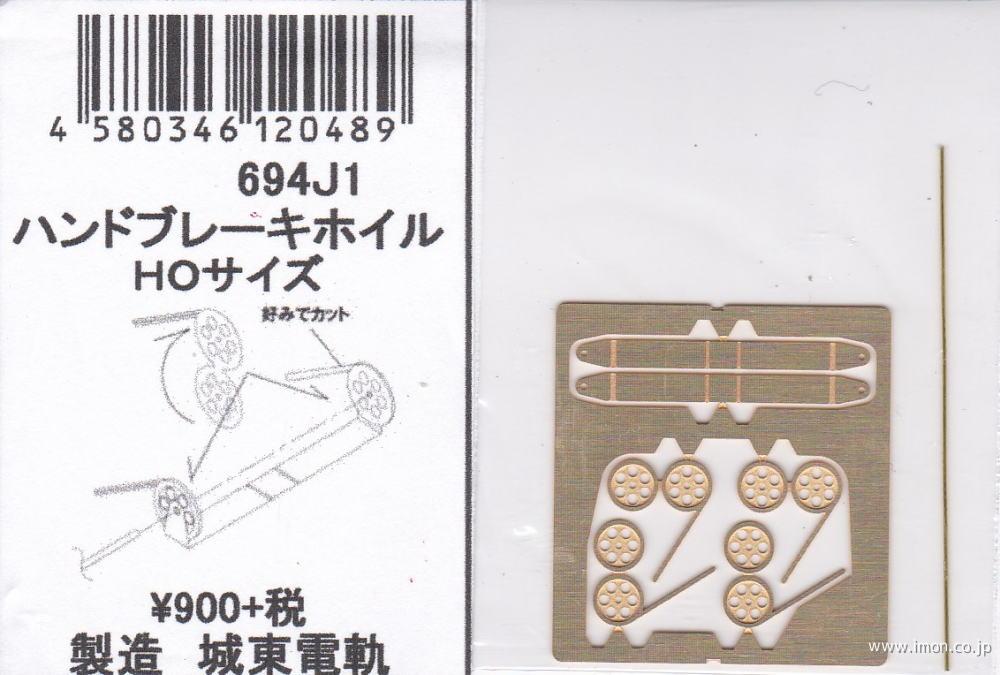 4 580346 120489
694J1
ハンドブレーキホイル
HOサイズ
好みでカット
¥900+税
製造 城東電軌
www.imon.co.jp